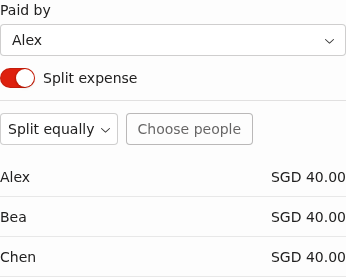 Paid by
Alex
Split expense
Split equally Choose people
Alex SGD 40.00
Bea SGD 40.00
Chen SGD 40.00